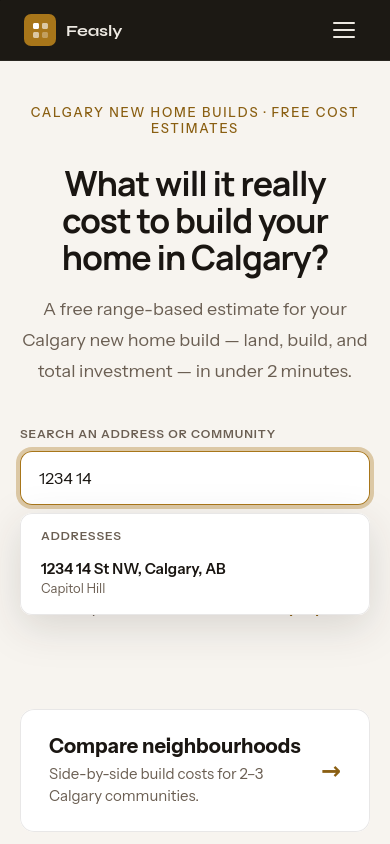 Feasly
CALGARY NEW HOME BUILDS · FREE COST
ESTIMATES
What will it really
cost to build your
home in Calgary?
A free range-based estimate for your
Calgary new home build — land, build, and
total investment — in under 2 minutes.
SEARCH AN ADDRESS OR COMMUNITY
1234 14
ADDRESSES
1234 14 St NW, Calgary, AB
Capitol Hill
Compare neighbourhoods
Side-by-side build costs for 2–3
Calgary communities.
→